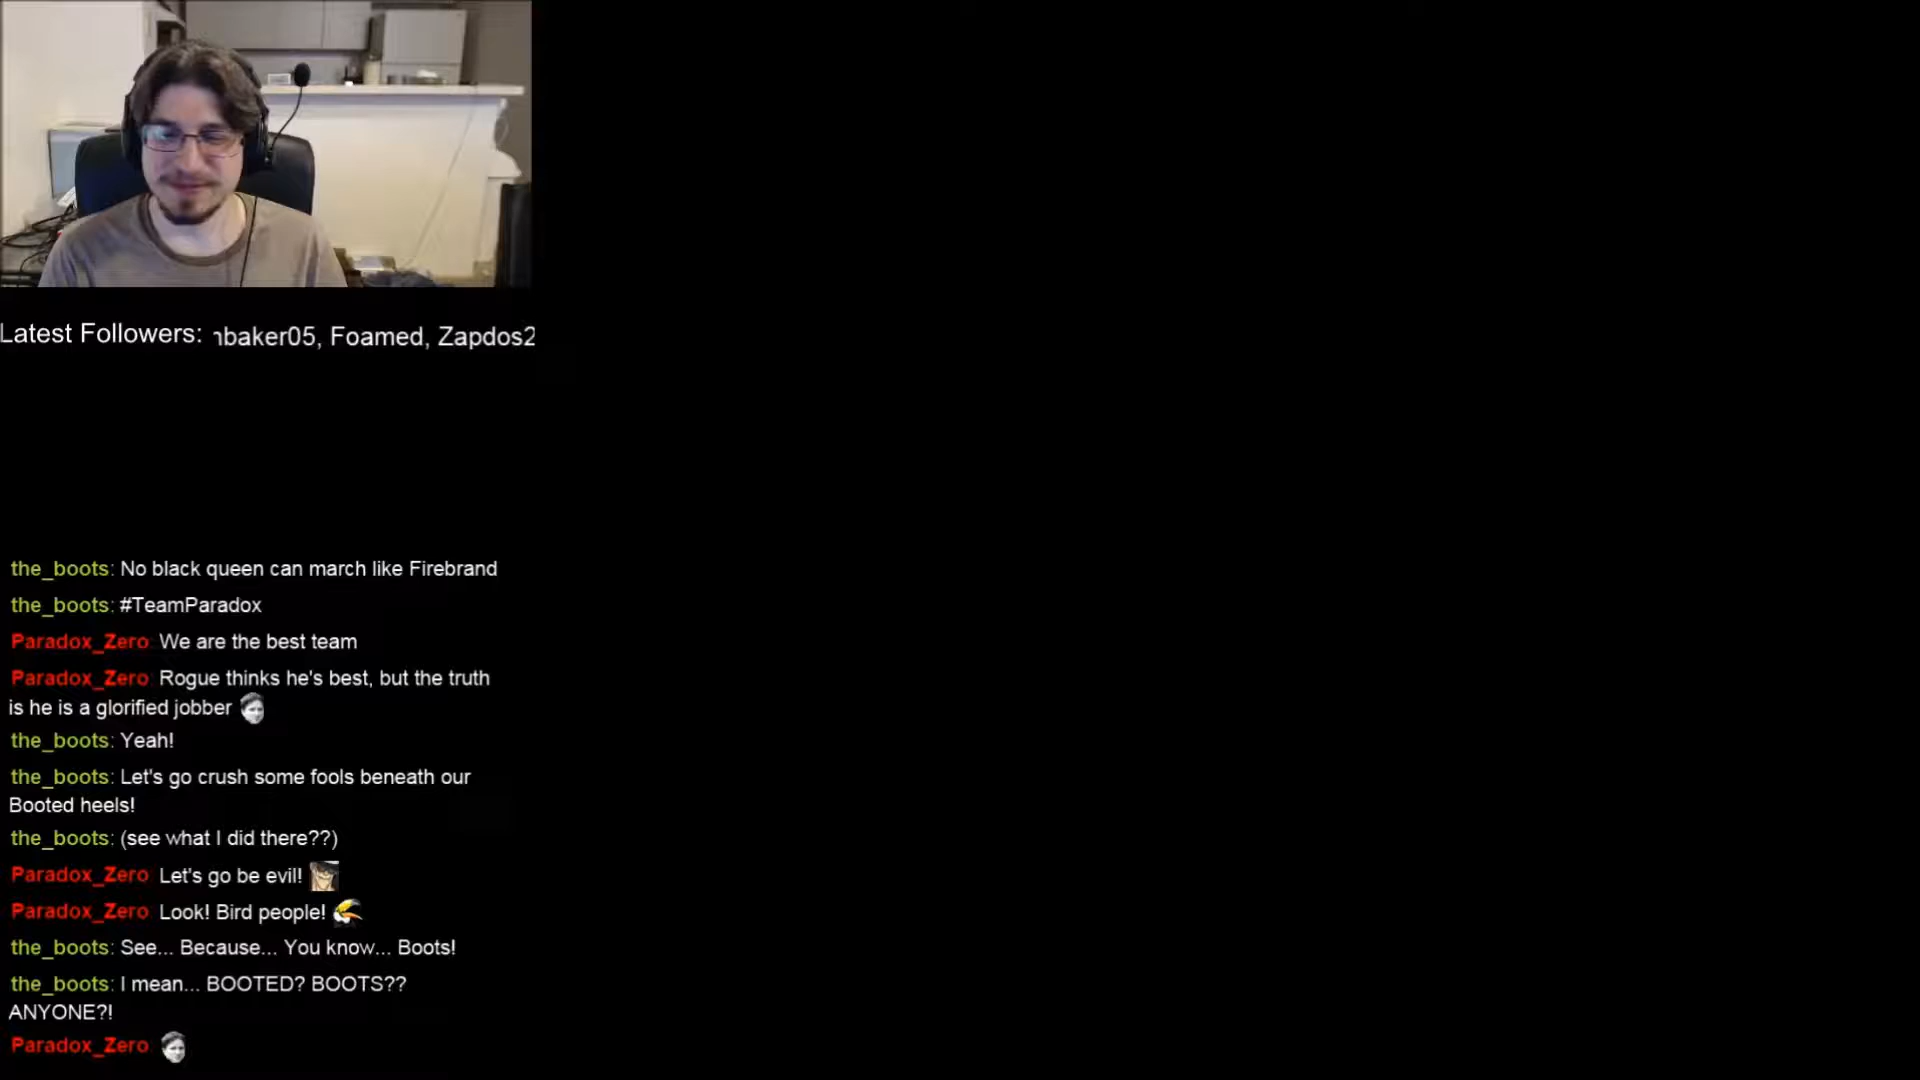 Latest Followers: baker05, Foamed, Zapdos2
the_boots: No black queen can march like Firebrand
the_boots: #TeamParadox
Paradox_Zero: We are the best team
Paradox_Zero: Rogue thinks he's best, but the truth
is he is a glorified jobber
the_boots: Yeah!
the_boots: Let's go crush some fools beneath our
Booted heels!
the_boots: (see what I did there??)
Paradox_Zero Let's go be evil!
Paradox_Zero Look! Bird people!
the_boots: See... Because... You know... Boots!
the_boots: I mean... BOOTED? BOOTS??
ANYONE?!
Paradox_Zero